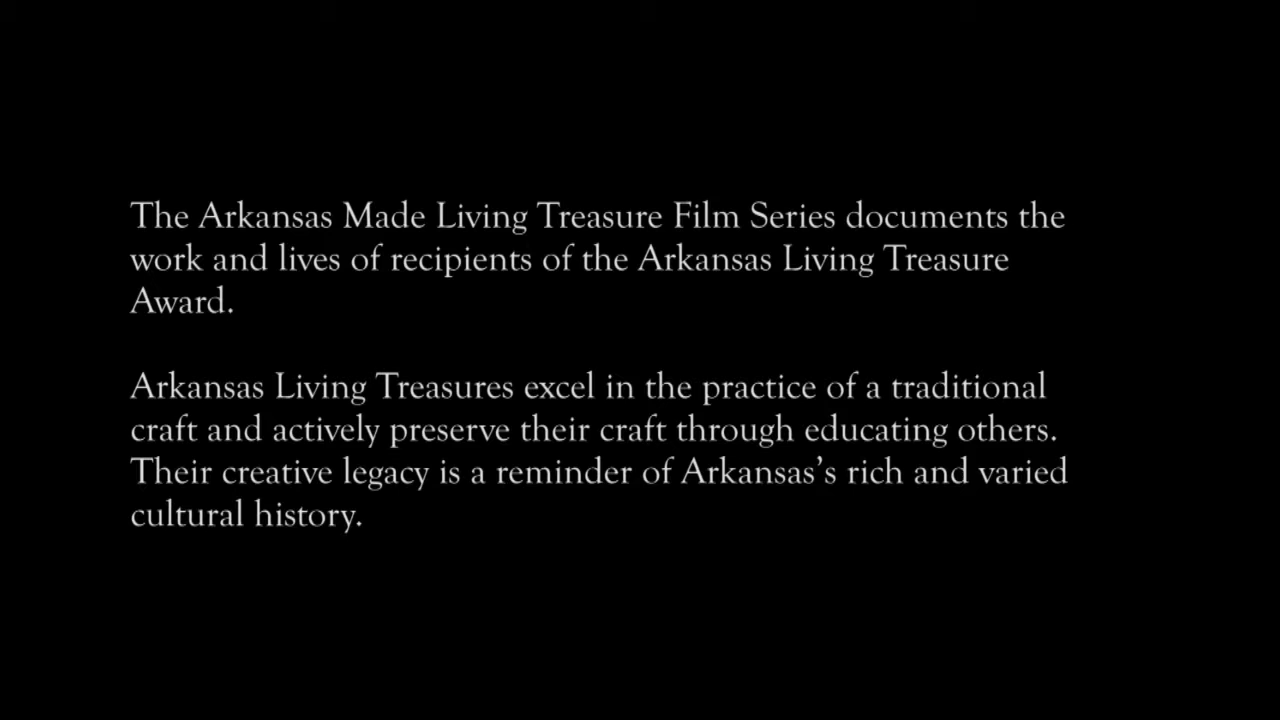 The Arkansas Made Living Treasure Film Series documents the
work and lives of recipients of the Arkansas Living Treasure
Award.
Arkansas Living Treasures excel in the practice of a traditional
craft and actively preserve their craft through educating others.
Their creative legacy is a reminder of Arkansas’s rich and varied
cultural history.